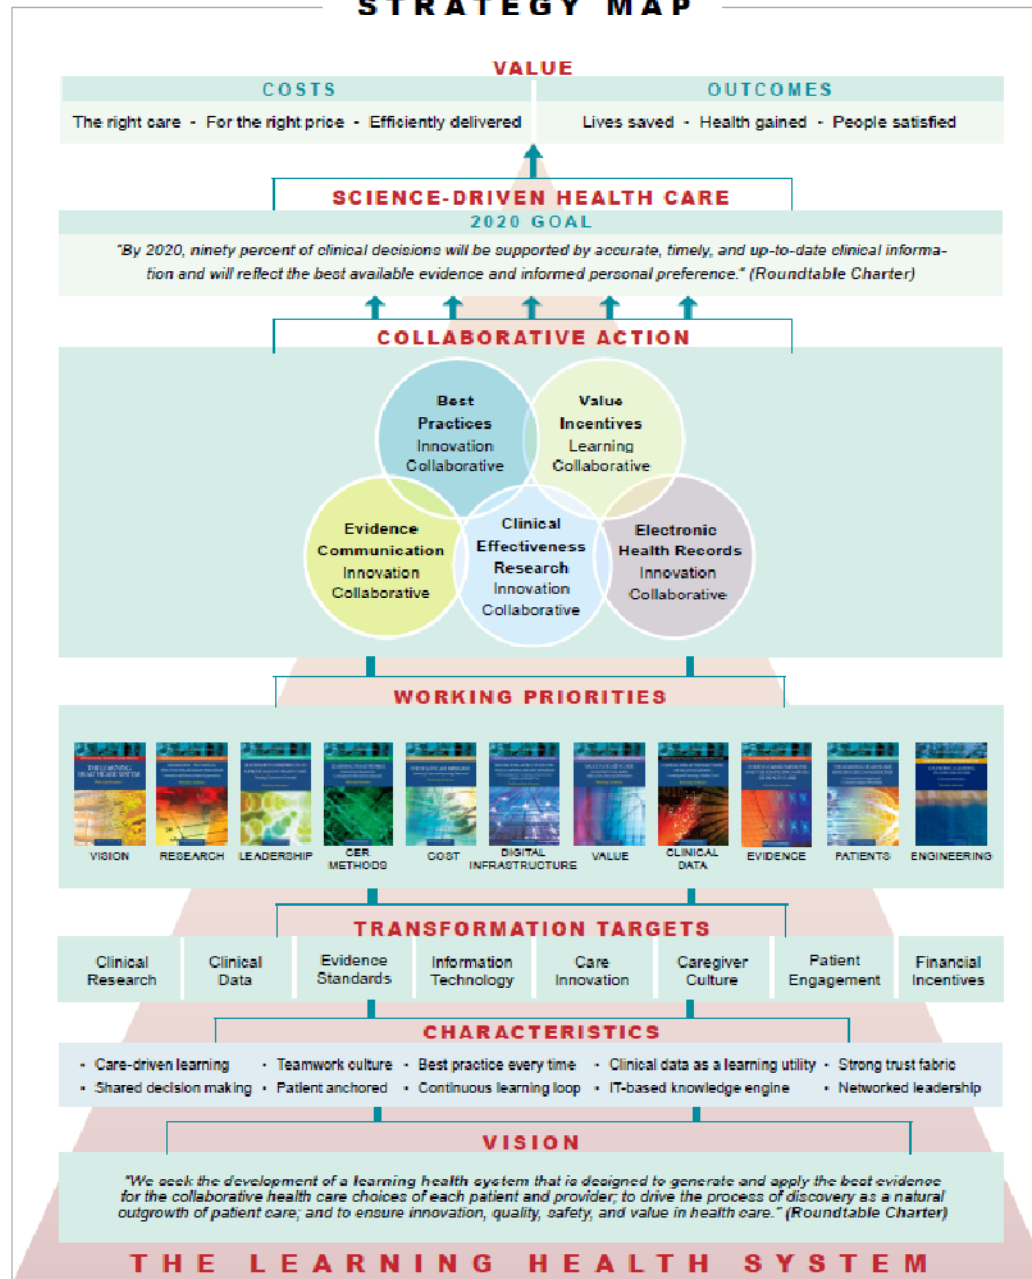 STRATEGY MAP
VALUE
COSTS
The right care - For the right price - Efficiently delivered
OUTCOMES
Lives saved - Health gained - People satisfied
SCIENCE-DRIVEN HEALTH CARE
2020 GOAL
"By 2020, ninety percent of clinical decisions will be supported by accurate, timely, and up-to-date clinical informa-
tion and will reflect the best available evidence and informed personal preference." (Roundtable Charter)
COLLABORATIVE ACTION
Best
Practices
Innovation
Collaborative
Value
Incentives
Learning
Collaborative
Evidence
Communication
Innovation
Collaborative
Clinical
Effectiveness
Research
Innovation
Collaborative
Electronic
Health Records
Innovation
Collaborative
WORKING PRIORITIES
THE LEARNING
HEALTHCARE SYSTEM
VISION
RESEARCH
LEADERSHIP
CER
METHODS
COST
DIGITAL
INFRASTRUCTURE
VALUE
CLINICAL
DATA
EVIDENCE
PATIENTS
ENGINEERING
TRANSFORMATION TARGETS
Clinical
Research
Clinical
Data
Evidence
Standards
Information
Technology
Care
Innovation
Caregiver
Culture
Patient
Engagement
Financial
Incentives
CHARACTERISTICS
• Care-driven learning • Teamwork culture • Best practice every time • Clinical data as a learning utility • Strong trust fabric
• Shared decision making • Patient anchored • Continuous learning loop • IT-based knowledge engine • Networked leadership
VISION
"We seek the development of a learning health system that is designed to generate and apply the best evidence
for the collaborative health care choices of each patient and provider; to drive the process of discovery as a natural
outgrowth of patient care; and to ensure innovation, quality, safety, and value in health care." (Roundtable Charter)
THE LEARNING HEALTH SYSTEM